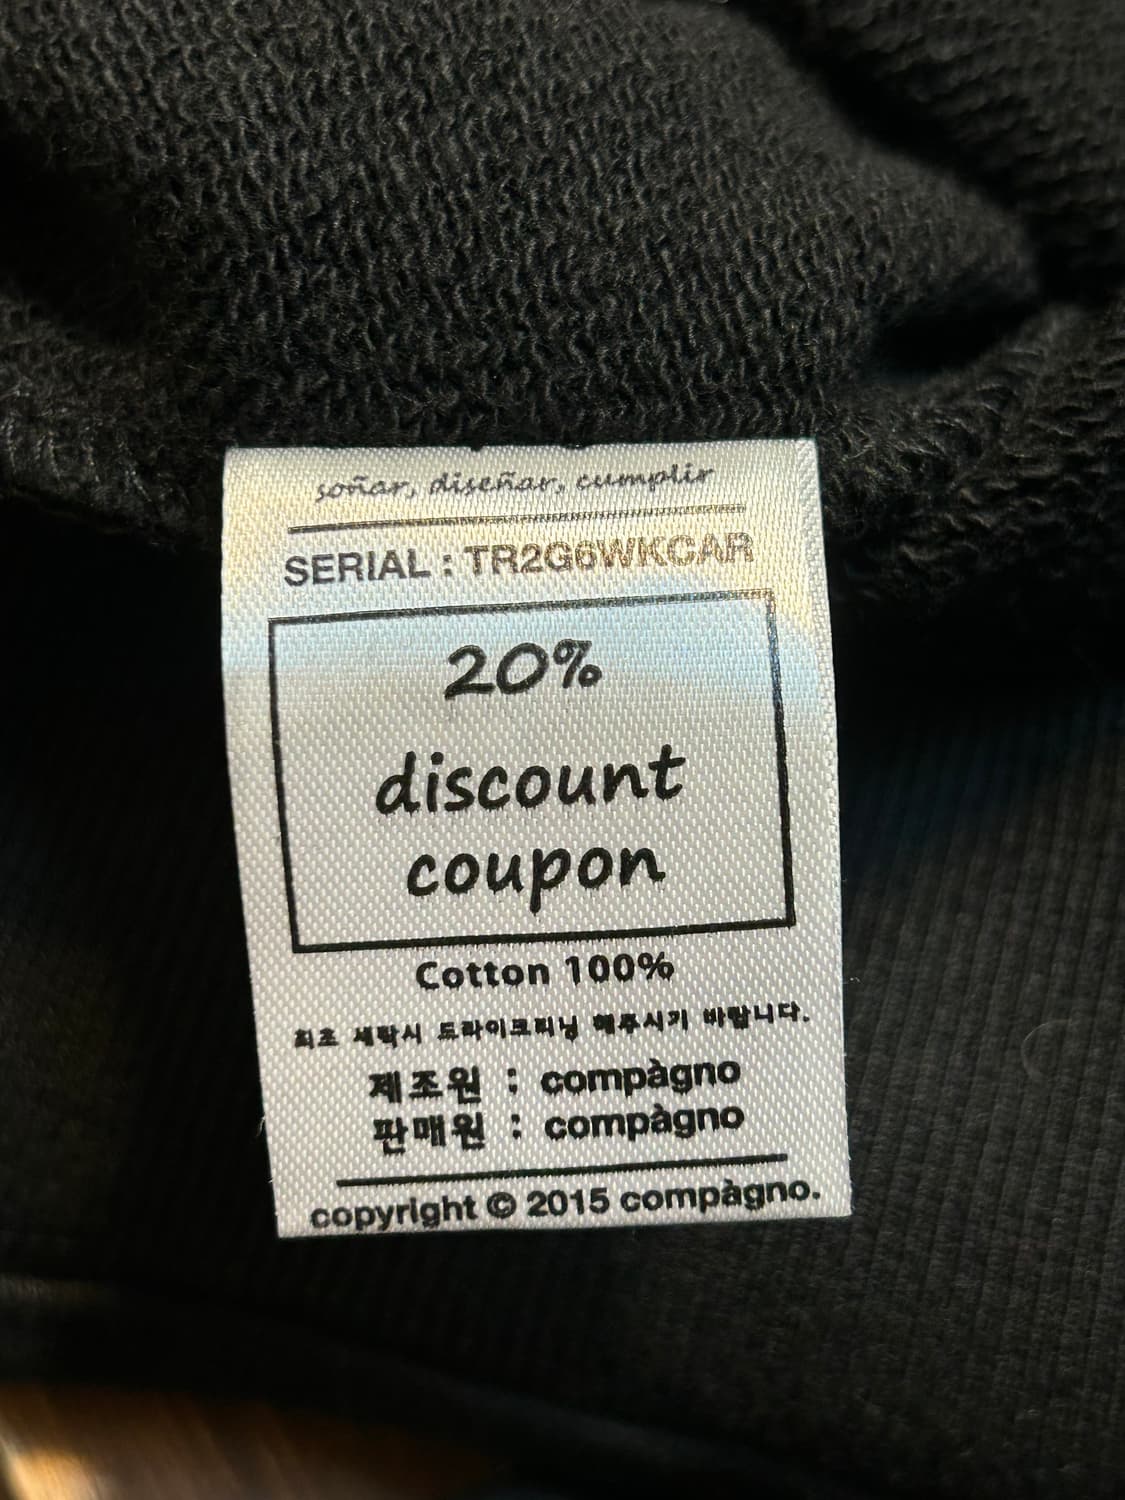 soñar, diseñar, cumplir
SERIAL : TR2G6WKCAR
20%
discount
coupon
Cotton 100%
최초 세탁시 드라이크리닝 해주시기 바랍니다.
제조원 : compàgno
판매원 : compàgno
copyright © 2015 compàgno.